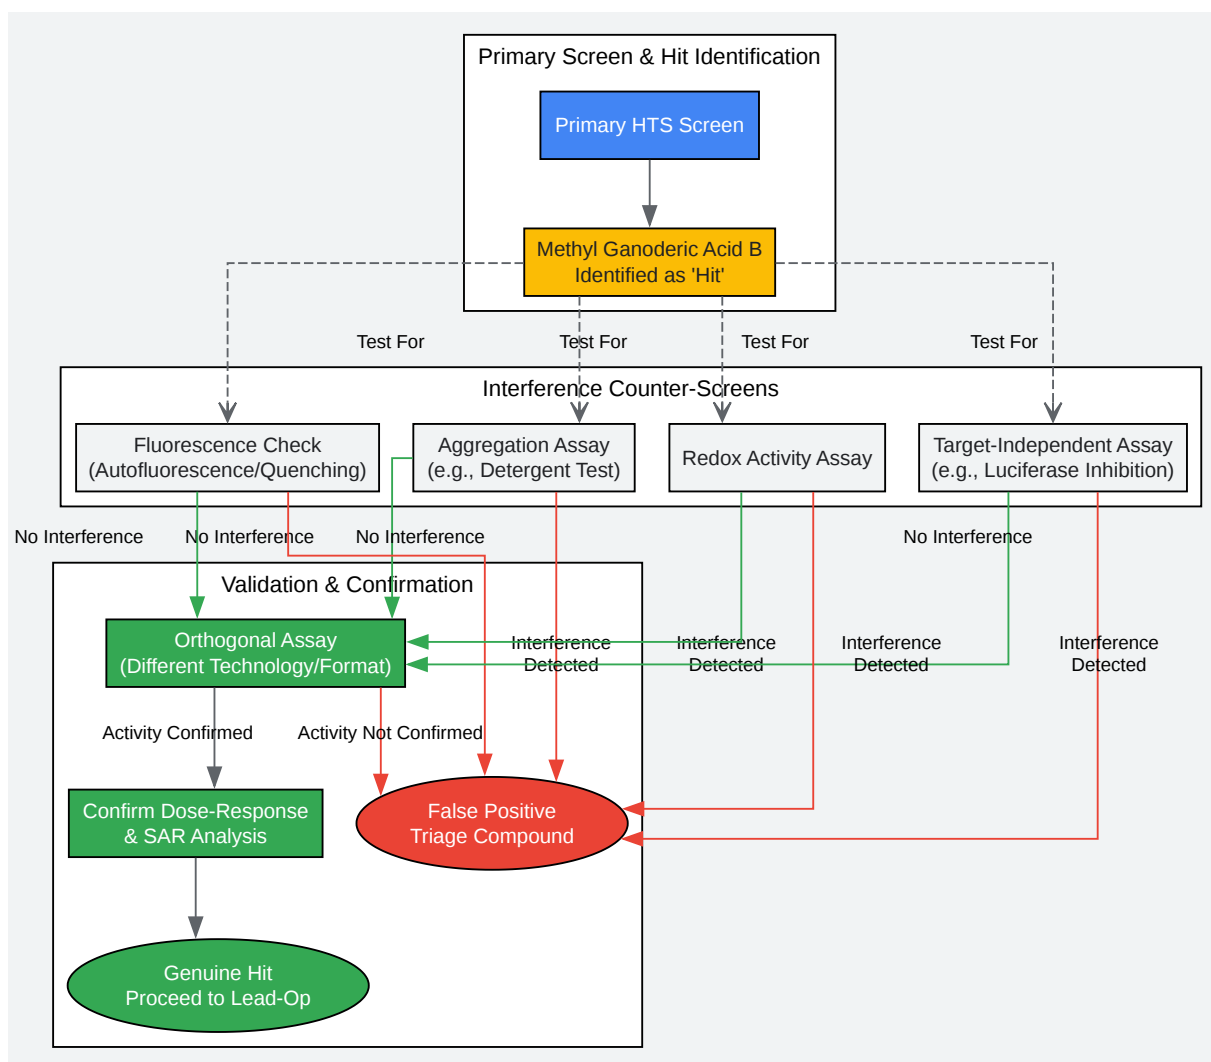 Primary Screen & Hit Identification
Primary HTS Screen
Methyl Ganoderic Acid B
Identified as 'Hit'
Test For
Test For
Test For
Test For
Interference Counter-Screens
Fluorescence Check
(Autofluorescence/Quenching)
Aggregation Assay
(e.g., Detergent Test)
Redox Activity Assay
Target-Independent Assay
(e.g., Luciferase Inhibition)
No Interference
No Interference
No Interference
No Interference
Validation & Confirmation
Orthogonal Assay
(Different Technology/Format)
Interference
Detected
Interference
Detected
Interference
Detected
Interference
Detected
Activity Confirmed
Activity Not Confirmed
Confirm Dose-Response
& SAR Analysis
False Positive
Triage Compound
Genuine Hit
Proceed to Lead-Op